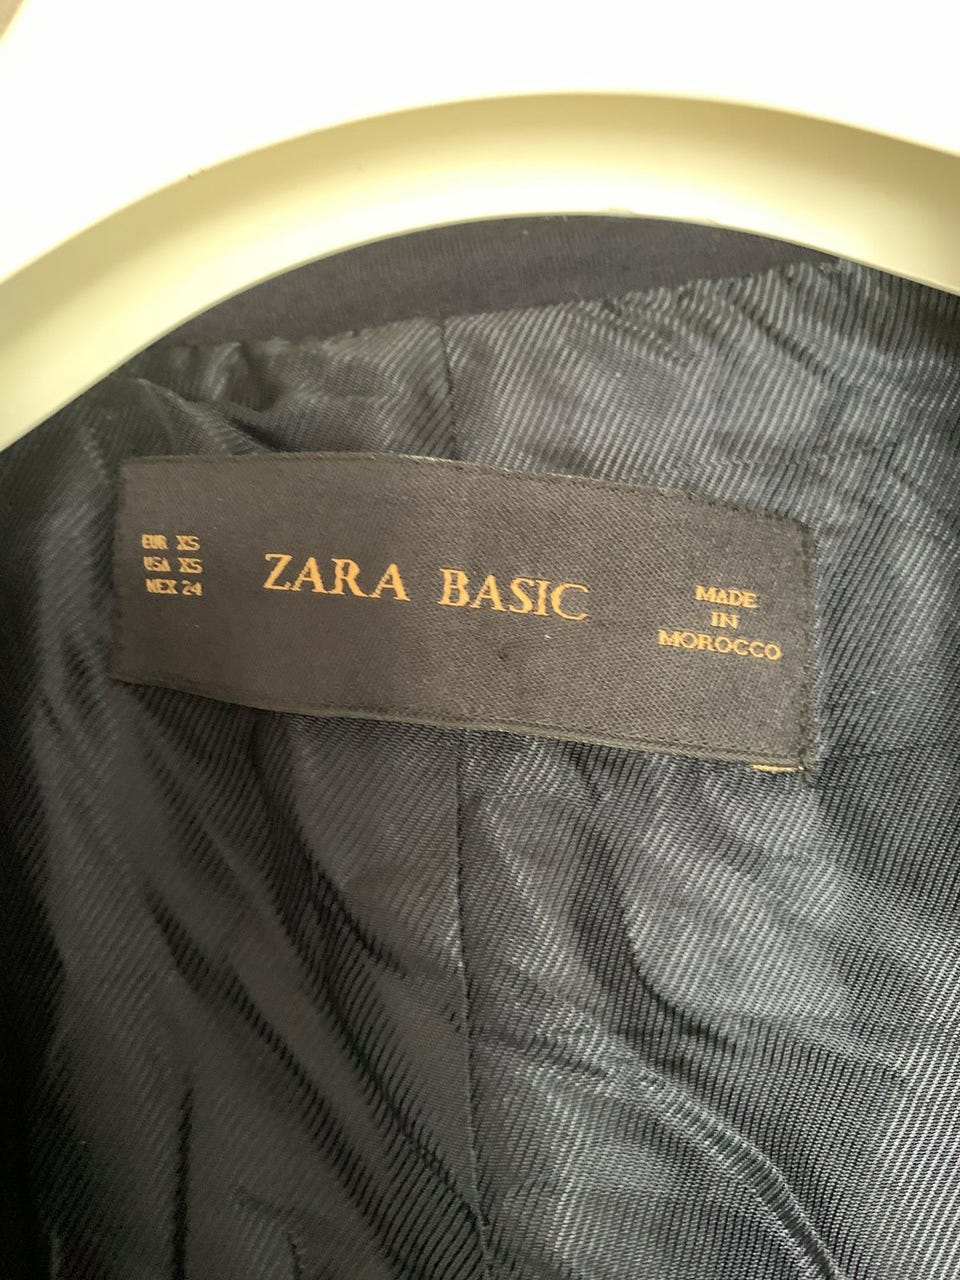 EUR XS
USA XS
MEX 24
ZARA BASIC
MADE
IN
MOROCCO